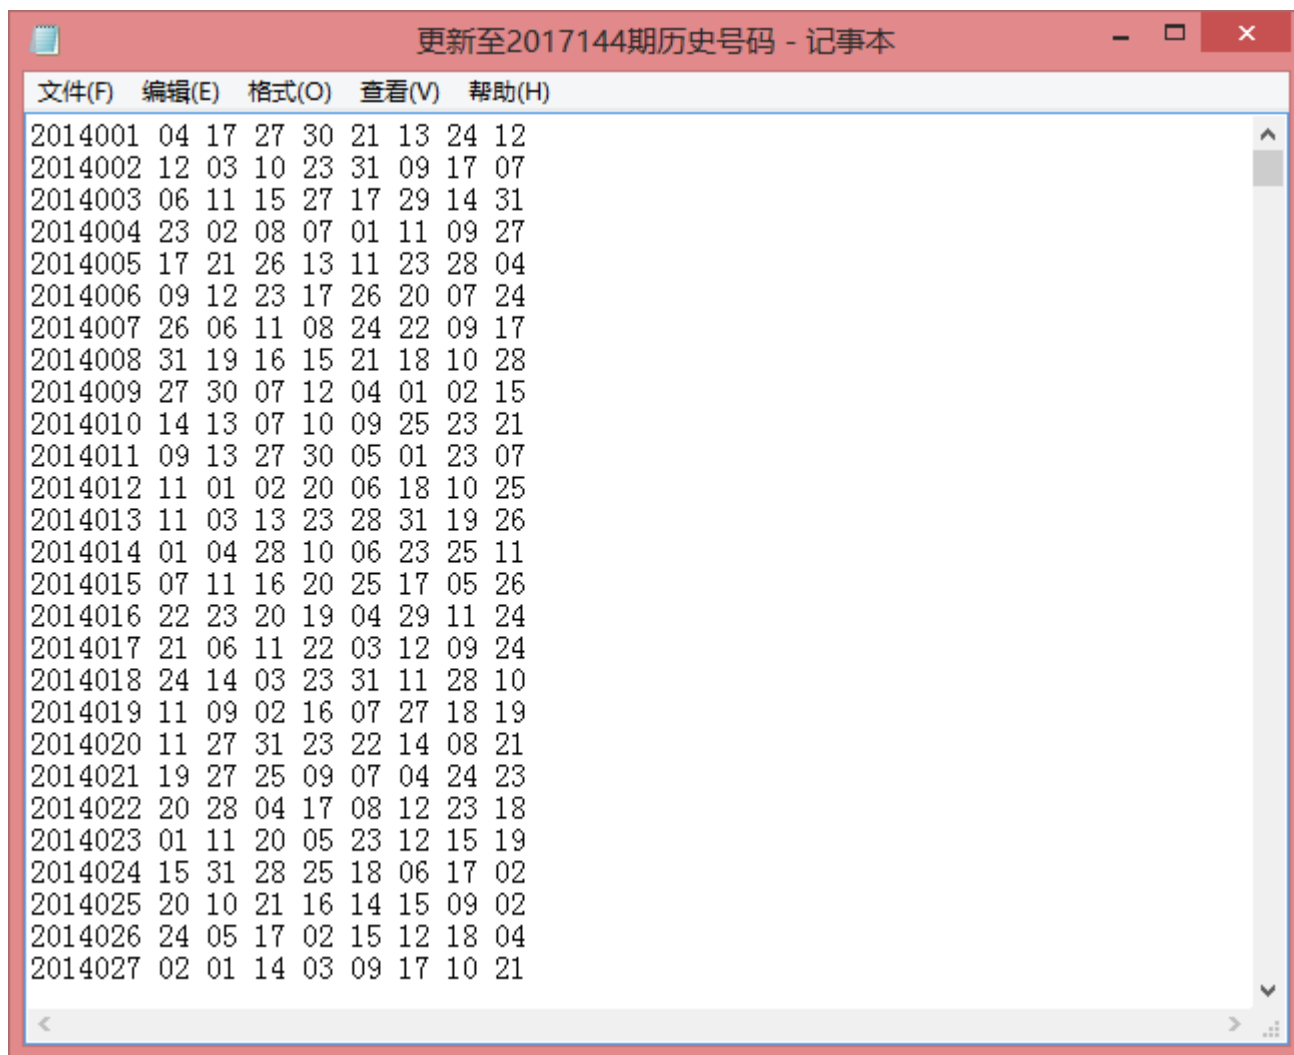 更新至2017144期历史号码 - 记事本
文件(F) 编辑(E) 格式(O) 查看(V) 帮助(H)
2014001 04 17 27 30 21 13 24 12
2014002 12 03 10 23 31 09 17 07
2014003 06 11 15 27 17 29 14 31
2014004 23 02 08 07 01 11 09 27
2014005 17 21 26 13 11 23 28 04
2014006 09 12 23 17 26 20 07 24
2014007 26 06 11 08 24 22 09 17
2014008 31 19 16 15 21 18 10 28
2014009 27 30 07 12 04 01 02 15
2014010 14 13 07 10 09 25 23 21
2014011 09 13 27 30 05 01 23 07
2014012 11 01 02 20 06 18 10 25
2014013 11 03 13 23 28 31 19 26
2014014 01 04 28 10 06 23 25 11
2014015 07 11 16 20 25 17 05 26
2014016 22 23 20 19 04 29 11 24
2014017 21 06 11 22 03 12 09 24
2014018 24 14 03 23 31 11 28 10
2014019 11 09 02 16 07 27 18 19
2014020 11 27 31 23 22 14 08 21
2014021 19 27 25 09 07 04 24 23
2014022 20 28 04 17 08 12 23 18
2014023 01 11 20 05 23 12 15 19
2014024 15 31 28 25 18 06 17 02
2014025 20 10 21 16 14 15 09 02
2014026 24 05 17 02 15 12 18 04
2014027 02 01 14 03 09 17 10 21